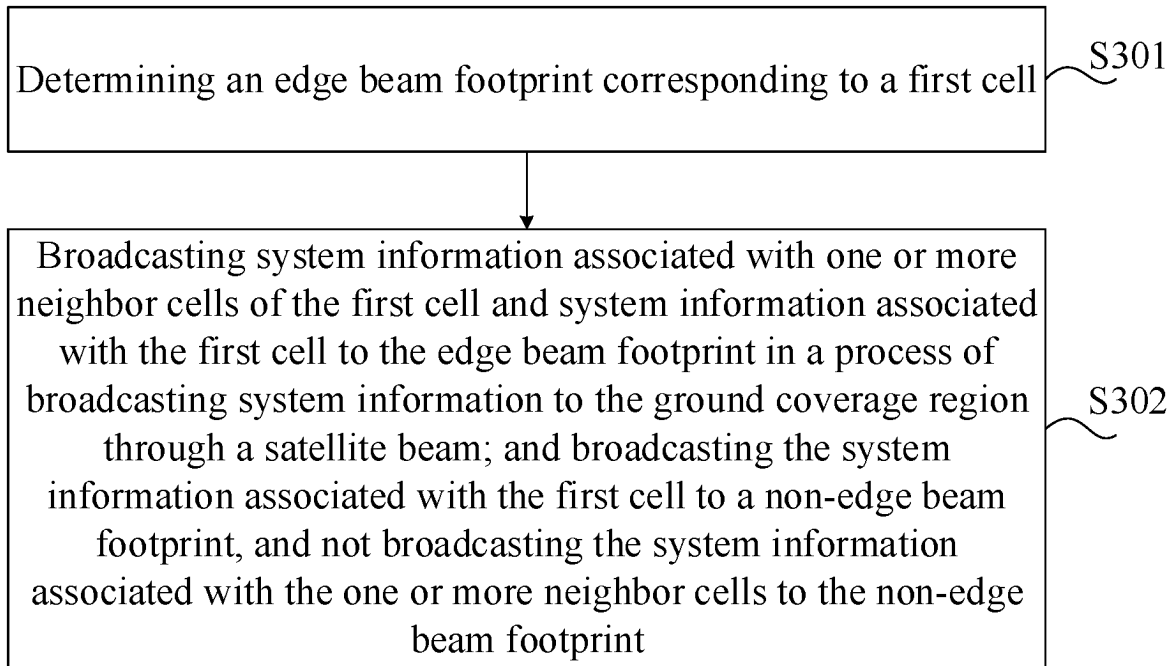 Determining an edge beam footprint corresponding to a first cell
S301
Broadcasting system information associated with one or more
neighbor cells of the first cell and system information associated
with the first cell to the edge beam footprint in a process of
broadcasting system information to the ground coverage region
through a satellite beam; and broadcasting the system
information associated with the first cell to a non-edge beam
footprint, and not broadcasting the system information
associated with the one or more neighbor cells to the non-edge
beam footprint
S302